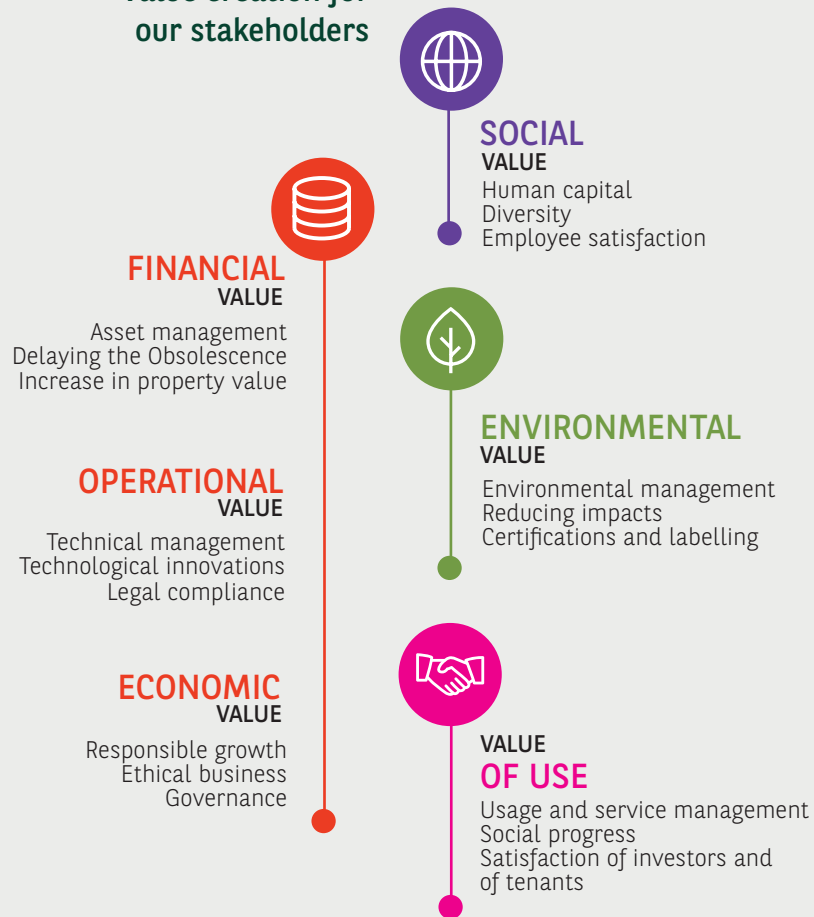 value creation for
our stakeholders
SOCIAL
VALUE
Human capital
Diversity
Employee satisfaction
FINANCIAL
VALUE
Asset management
Delaying the Obsolescence
Increase in property value
ENVIRONMENTAL
VALUE
Environmental management
Reducing impacts
Certifications and labelling
OPERATIONAL
VALUE
Technical management
Technological innovations
Legal compliance
ECONOMIC
VALUE
Responsible growth
Ethical business
Governance
VALUE
OF USE
Usage and service management
Social progress
Satisfaction of investors and
of tenants